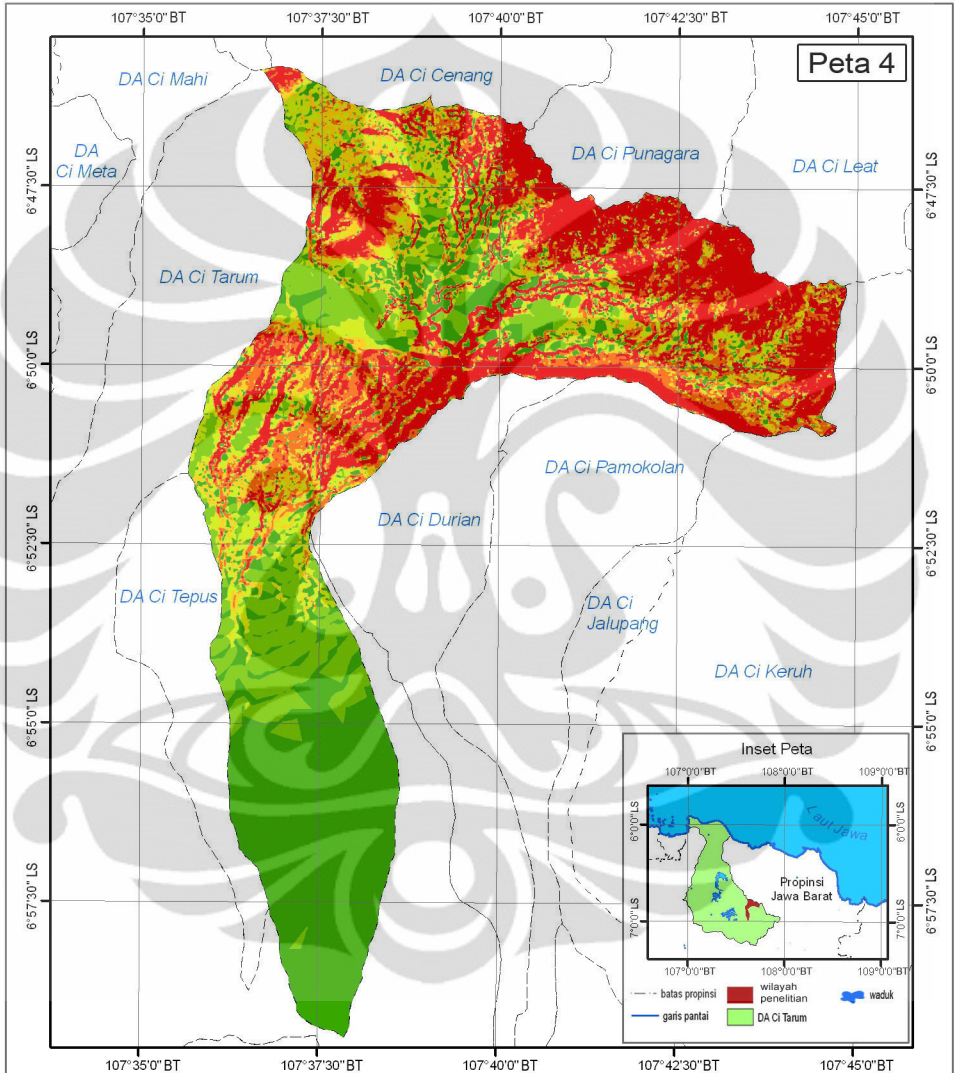 107°35'0"BT 107°37'30"BT 107°40'0"BT 107°42'30"BT 107°45'0"BT
Peta 4
DA Ci Mahi
DA Ci Cenang
DA
Ci Meta
DA Ci Punagara
DA Ci Leat
6°47'30" LS
6°47'30" LS
DA Ci Tarum
6°50'0" LS
6°50'0" LS
DA Ci Pamokolan
DA Ci Durian
6°52'30" LS
6°52'30" LS
DA Ci Tepus
DA Ci
Jalupang
DA Ci Keruh
6°55'0" LS
6°55'0" LS
6°57'30" LS
6°57'30" LS
Inset Peta
107°0'0"BT 108°0'0"BT 109°0'0"BT
6°0'0"LS
6°0'0"LS
Laut Jawa
Propinsi
Jawa Barat
7°0'0"LS
7°0'0"LS
107°0'0"BT 108°0'0"BT 109°0'0"BT
batas propinsi
garis pantai
wilayah
penelitian
DA Ci Tarum
waduk
107°35'0"BT 107°37'30"BT 107°40'0"BT 107°42'30"BT 107°45'0"BT